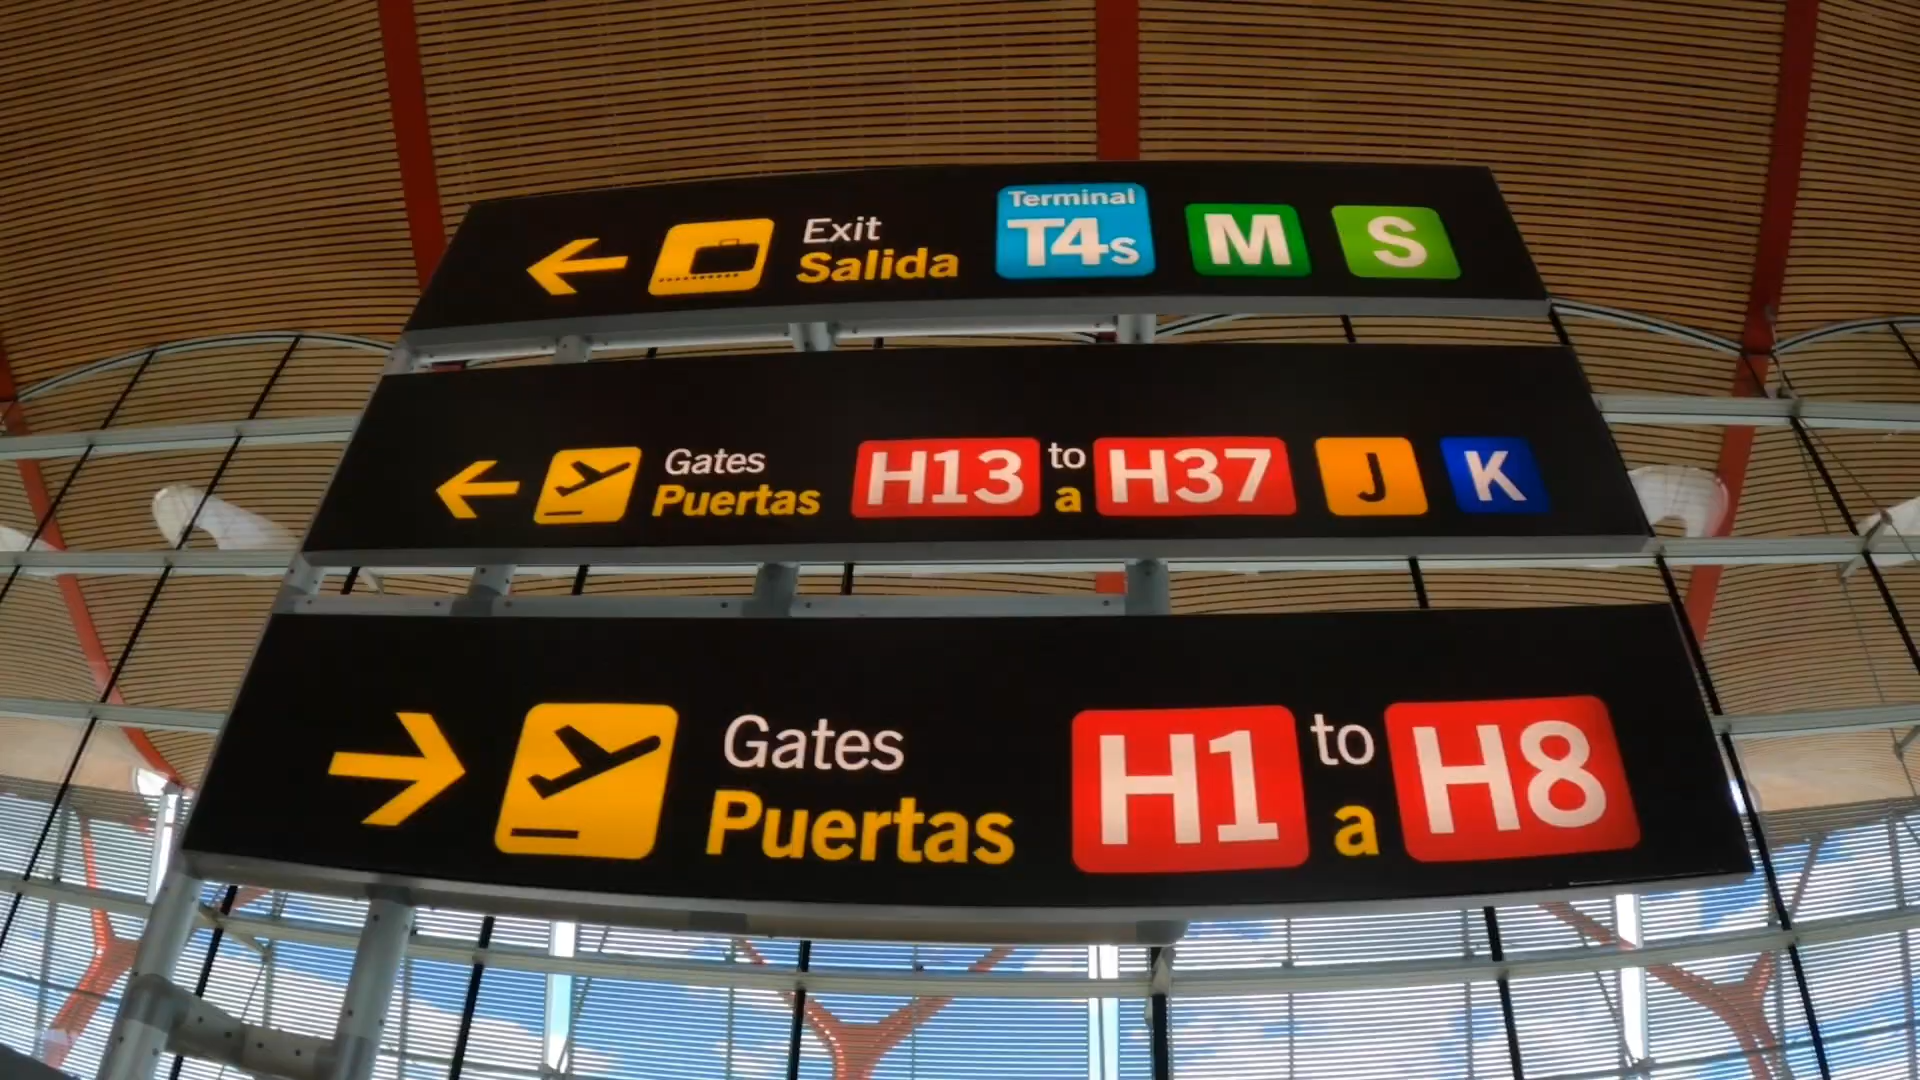 Exit
Salida
Terminal
T4s
M
S
Gates
Puertas
H13 to H37
a
J
K
Gates
Puertas
H1 to H8
a